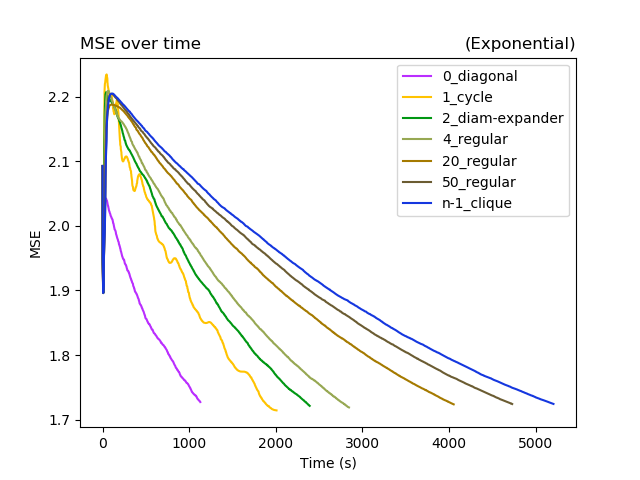 MSE over time (Exponential)
0_diagonal
1_cycle
2_diam-expander
4_regular
20_regular
50_regular
n-1_clique
MSE
2.2
2.1
2.0
1.9
1.8
1.7
0 1000 2000 3000 4000 5000
Time (s)